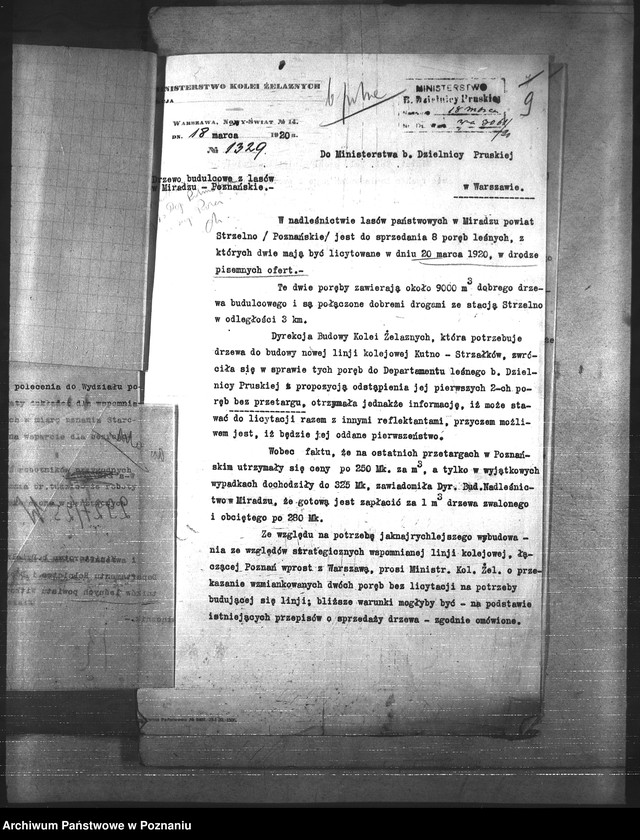 MINISTERSTWO KOLEI ŻELAZNYCH
WARSZAWA, NOWY-ŚWIAT № 14.
DN. 18 marca 1920 R.
№ 1329
MINISTERSTWO
B. Dzielnicy Pruskiej
18 marca
9
Do Ministerstwa b. Dzielnicy Pruskiej
w Warszawie.
Drzewo budulcowe z lasów
w Miradzu - Poznańskie.-
W nadleśnictwie lasów państwowych w Miradzu powiat
Strzelno / Poznańskie/ jest do sprzedania 8 poręb leśnych, z
których dwie mają być licytowane w dniu 20 marca 1920, w drodze
pisemnych ofert.-
Te dwie poręby zawierają około 9000 m3 dobrego drze-
wa budulcowego i są połączone dobremi drogami ze stacją Strzelno
w odległości 3 km.
Dyrekcja Budowy Kolei Żelaznych, która potrzebuje
drzewa do budowy nowej linji kolejowej Kutno - Strzałków, zwró-
ciła się w sprawie tych poręb do Departamentu leśnego b. Dziel-
nicy Pruskiej z propozycją odstąpienia jej pierwszych 2-ch po-
ręb bez przetargu, otrzymała jednakże informację, iż może sta-
wać do licytacji razem z innymi reflektantami, przyczem możli-
wem jest, iż będzie jej oddane pierwszeństwo.
Wobec faktu, że na ostatnich przetargach w Poznań-
skim utrzymały się ceny po 250 Mk. za m3, a tylko w wyjątkowych
wypadkach dochodziły do 325 Mk, zawiadomiła Dyr. Bud. Nadleśnic-
two w Miradzu, że gotową jest zapłacić za 1 m3 drzewa zwalonego
i obciętego po 280 Mk.
Ze względu na potrzebę jaknajrychlejszego wybudowa -
nia ze względów strategicznych wspomnianej linji kolejowej, łą-
czącej Poznań wprost z Warszawą, prosi Ministr. Kol. Żel. o prze-
kazanie wzmiankowanych dwóch poręb bez licytacji na potrzeby
budującej się linji; bliższe warunki mogłyby być - na podstawie
istniejących przepisów o sprzedaży drzewa - zgodnie omówione.
polecenia do Wydziału po-
Archiwum Państwowe w Poznaniu